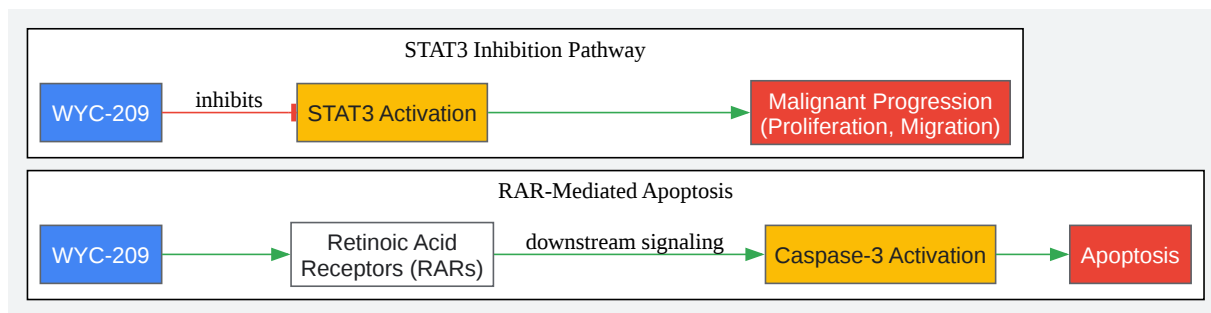 STAT3 Inhibition Pathway
WYC-209
inhibits
STAT3 Activation
Malignant Progression
(Proliferation, Migration)
RAR-Mediated Apoptosis
WYC-209
Retinoic Acid
Receptors (RARs)
downstream signaling
Caspase-3 Activation
Apoptosis